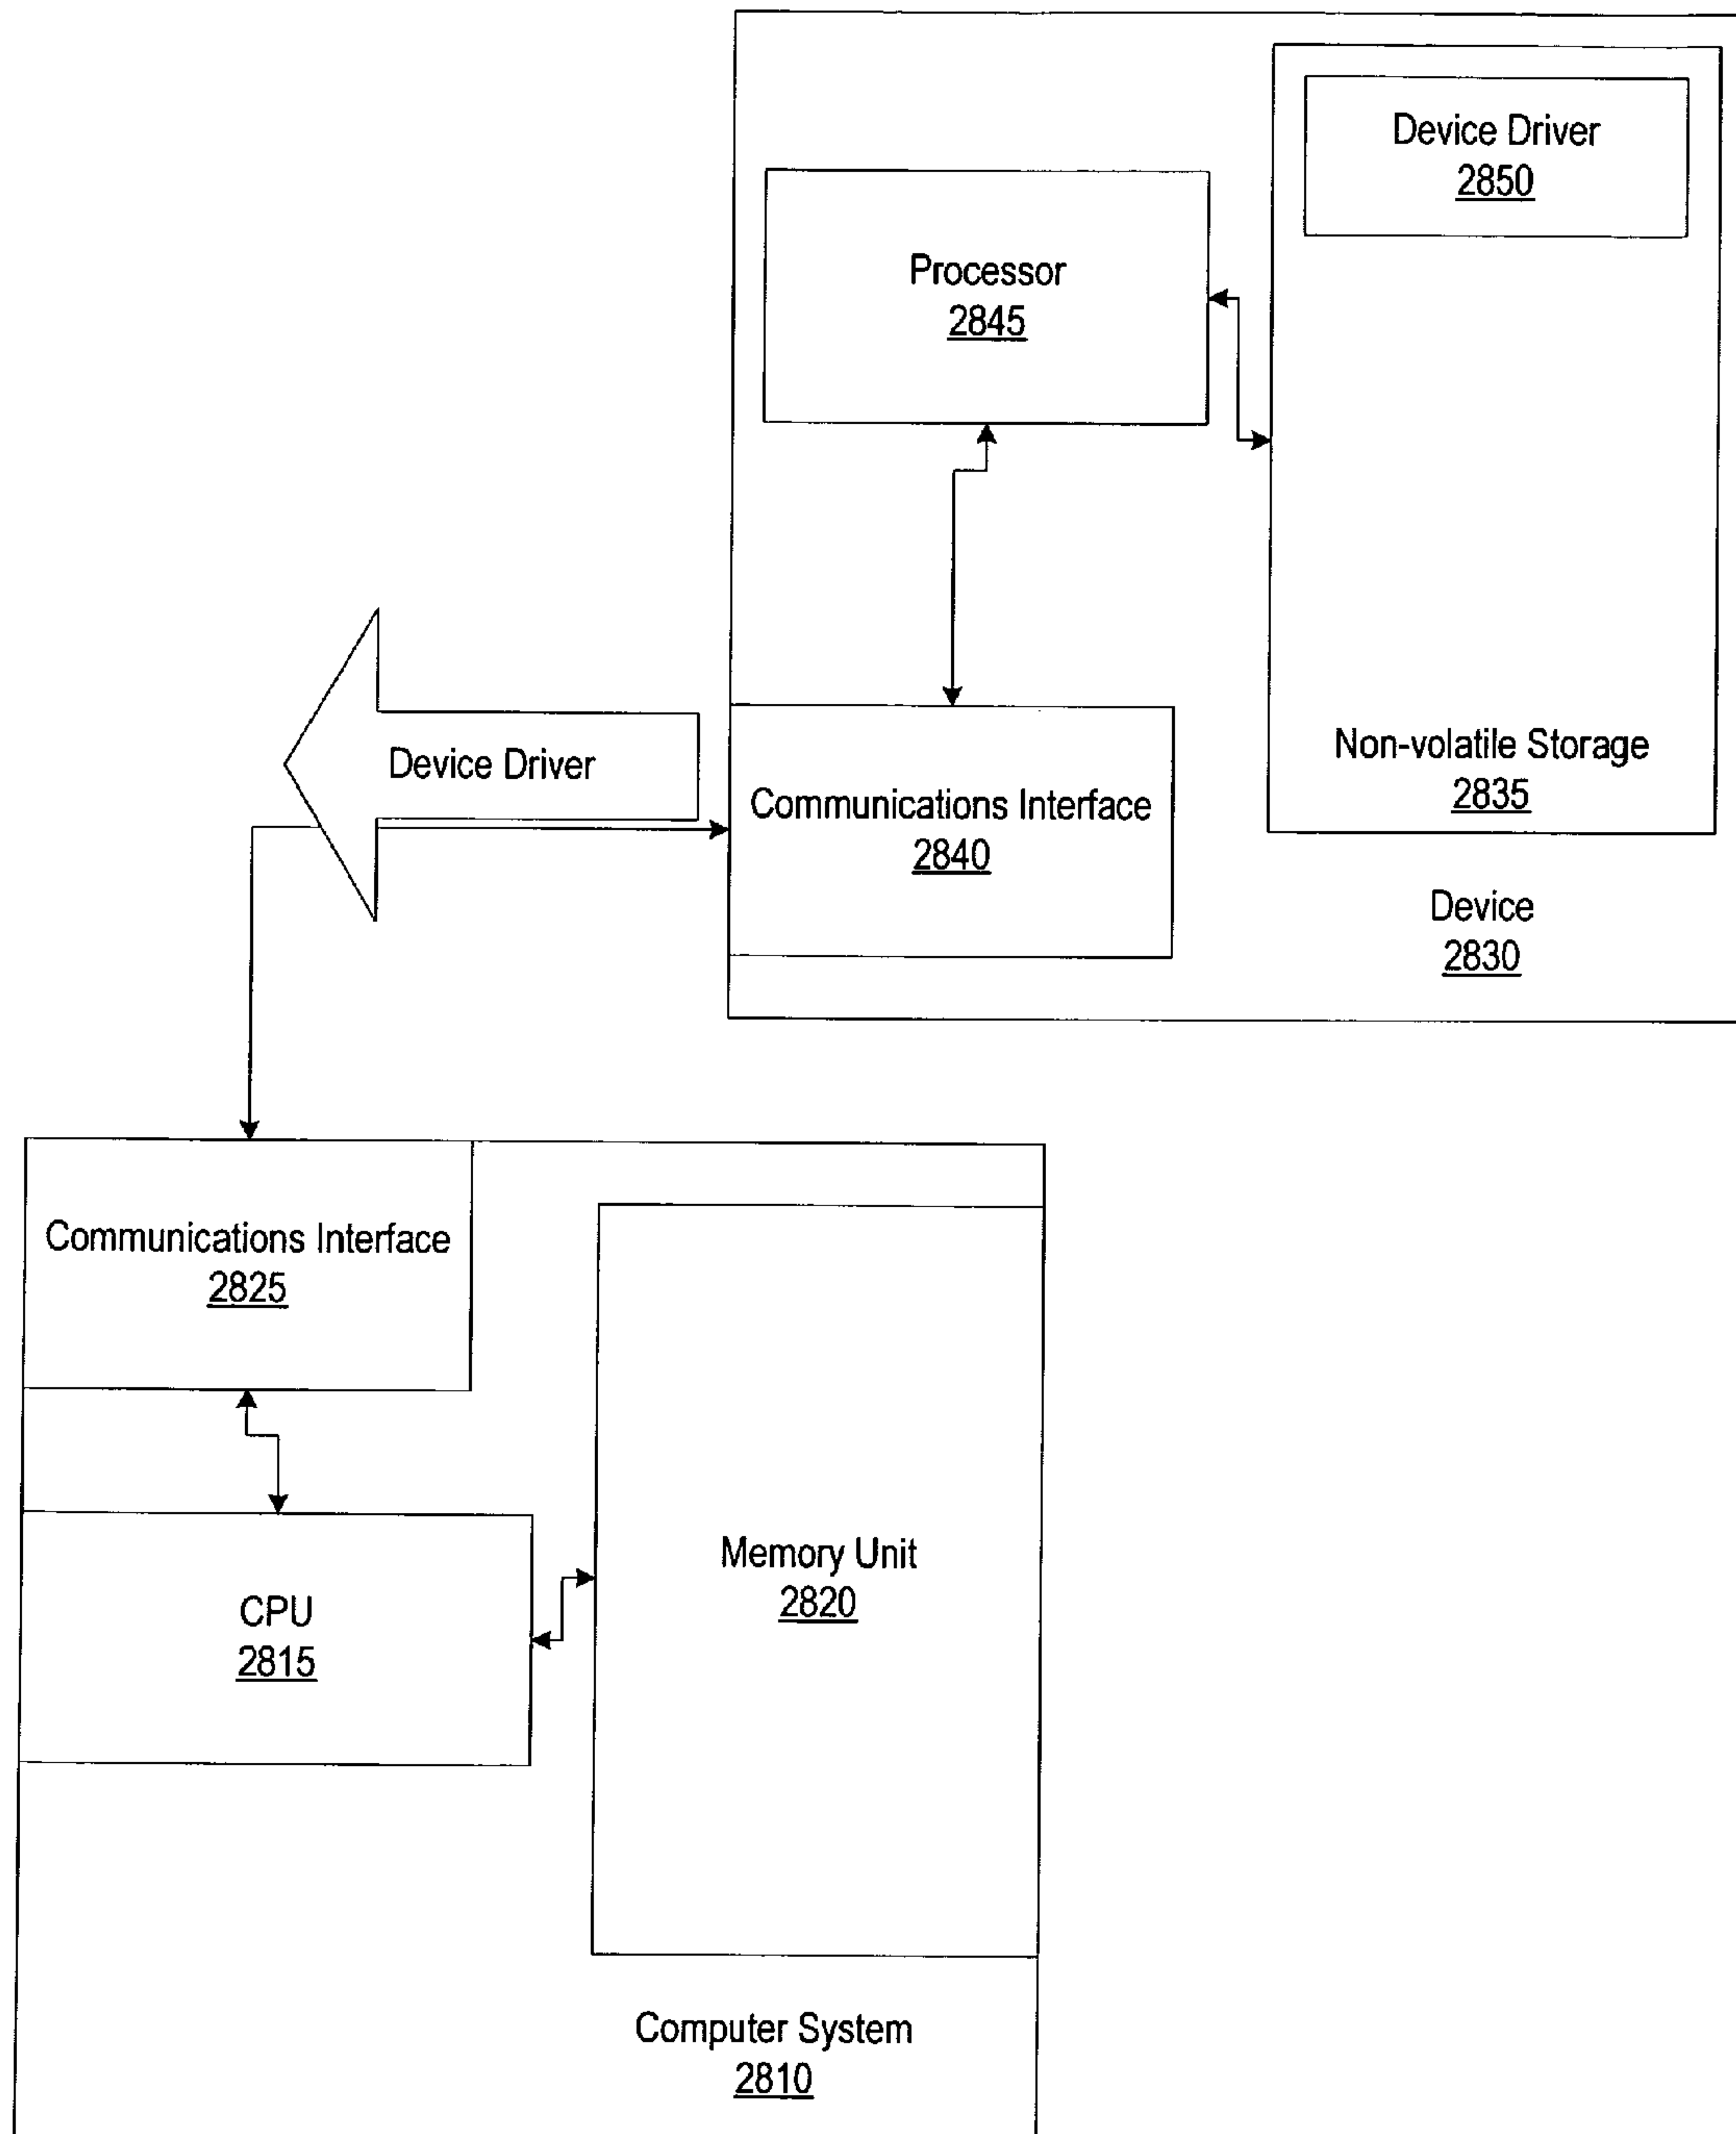 Device Driver
2850
Processor
2845
Non-volatile Storage
2835
Device Driver
Communications Interface
2840
Device
2830
Communications Interface
2825
Memory Unit
2820
CPU
2815
Computer System
2810